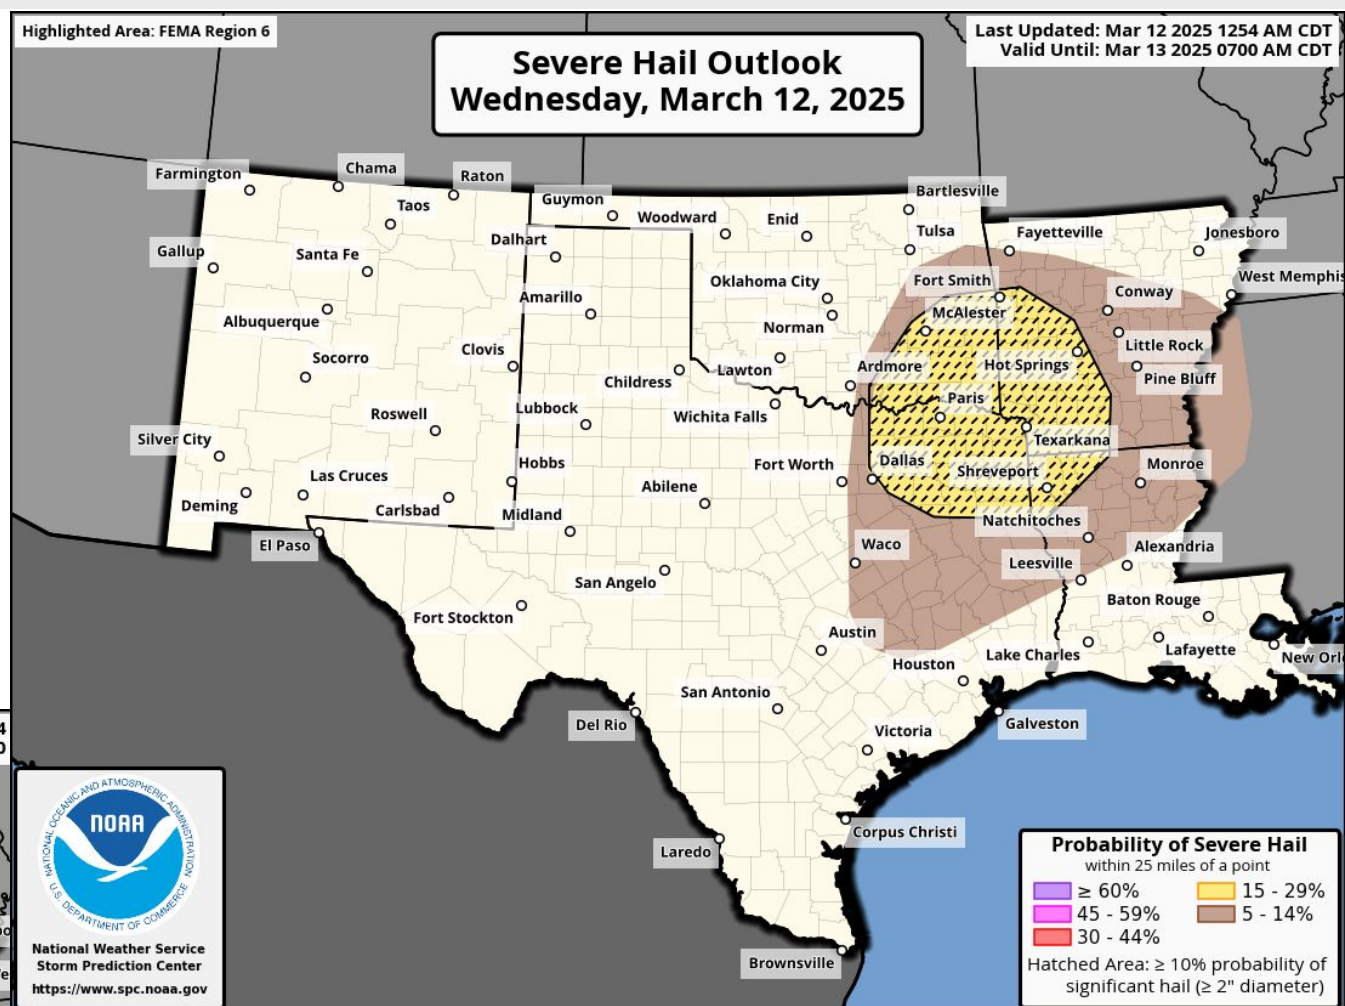 Highlighted Area: FEMA Region 6
Last Updated: Mar 12 2025 1254 AM CDT
Valid Until: Mar 13 2025 0700 AM CDT
Severe Hail Outlook
Wednesday, March 12, 2025
Farmington
Chama
Raton
Taos
Guymon
Woodward
Enid
Bartlesville
Tulsa
Fayetteville
Jonesboro
Gallup
Santa Fe
Dalhart
Oklahoma City
Fort Smith
West Memphis
Albuquerque
Amarillo
Norman
McAlester
Conway
Little Rock
Socorro
Clovis
Childress
Lawton
Ardmore
Hot Springs
Pine Bluff
Roswell
Lubbock
Wichita Falls
Paris
Texarkana
Silver City
Las Cruces
Hobbs
Fort Worth
Dallas
Shreveport
Monroe
Deming
Carlsbad
Midland
Abilene
Natchitoches
El Paso
San Angelo
Waco
Leesville
Alexandria
Fort Stockton
Austin
Baton Rouge
Houston
Lake Charles
Lafayette
New Orl
San Antonio
Del Rio
Victoria
Galveston
Laredo
Corpus Christi
Brownsville
4
0
NATIONAL OCEANIC AND ATMOSPHERIC ADMINISTRATION
NOAA
U.S. DEPARTMENT OF COMMERCE
National Weather Service
Storm Prediction Center
https://www.spc.noaa.gov
Probability of Severe Hail
within 25 miles of a point
≥ 60%
15 - 29%
45 - 59%
5 - 14%
30 - 44%
Hatched Area: ≥ 10% probability of
significant hail (≥ 2" diameter)